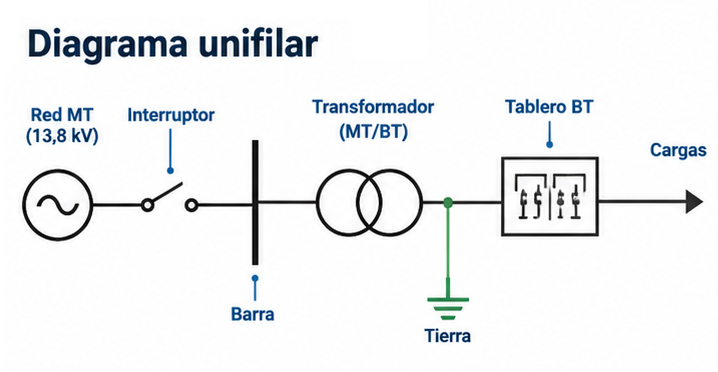 Diagrama unifilar
Red MT
(13,8 kV)
Interruptor
Transformador
(MT/BT)
Tablero BT
Cargas
Barra
Tierra